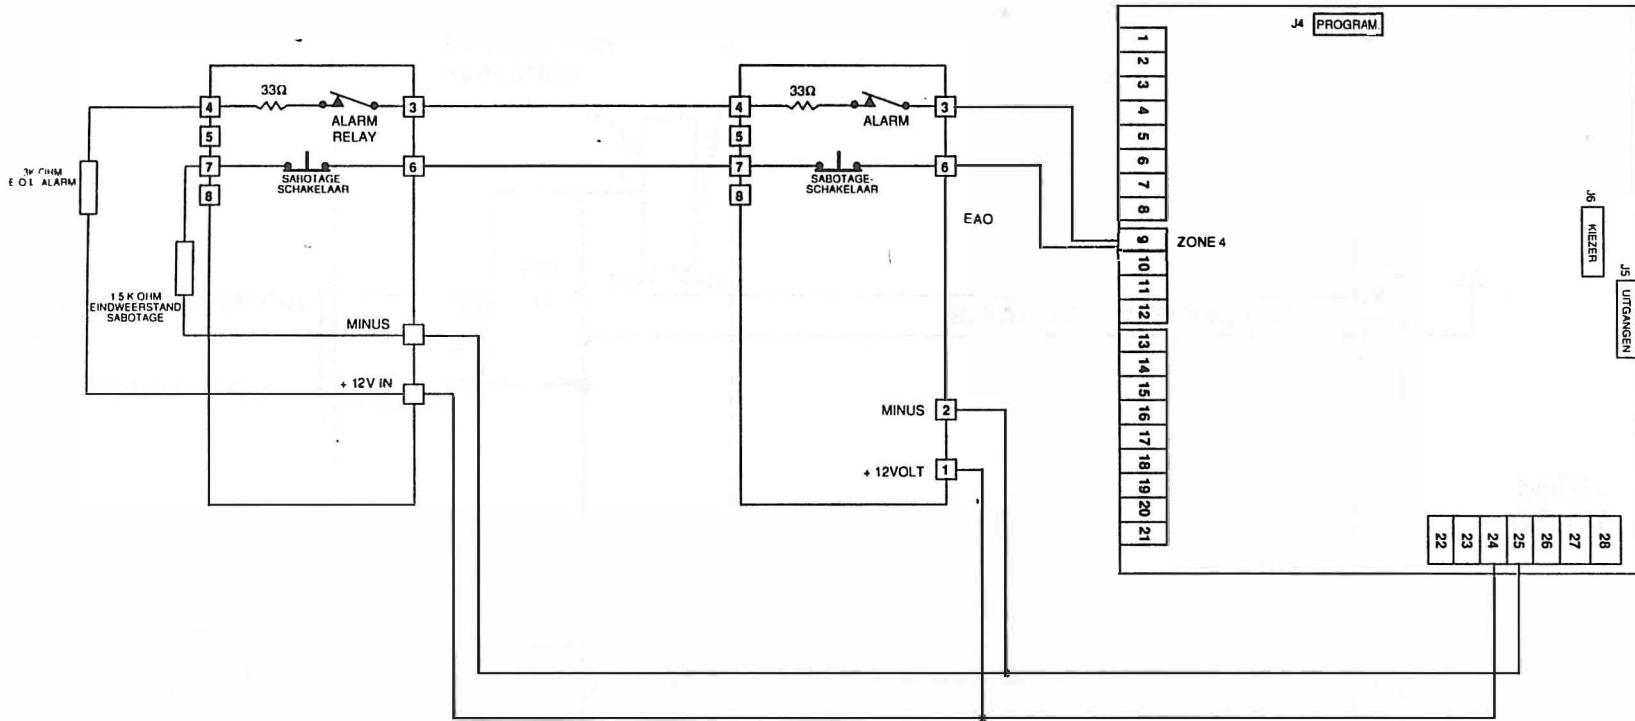 J4 PROGRAM.
1
2
3
4
5
6
7
8
9
10
11
12
13
14
15
16
17
18
19
20
21
ZONE 4
J6 KIEZER
J5 UITGANGEN
22 23 24 25 26 27 28
4 33Ω 3
ALARM
RELAY
5
7 6
SABOTAGE
SCHAKELAAR
8
3K OHM
E.O.L. ALARM
1.5 K OHM
EINDWEERSTAND
SABOTAGE
MINUS
+ 12V IN
4 33Ω 3
ALARM
5
7 6
SABOTAGE-
SCHAKELAAR
8
EAO
MINUS 2
+ 12VOLT 1